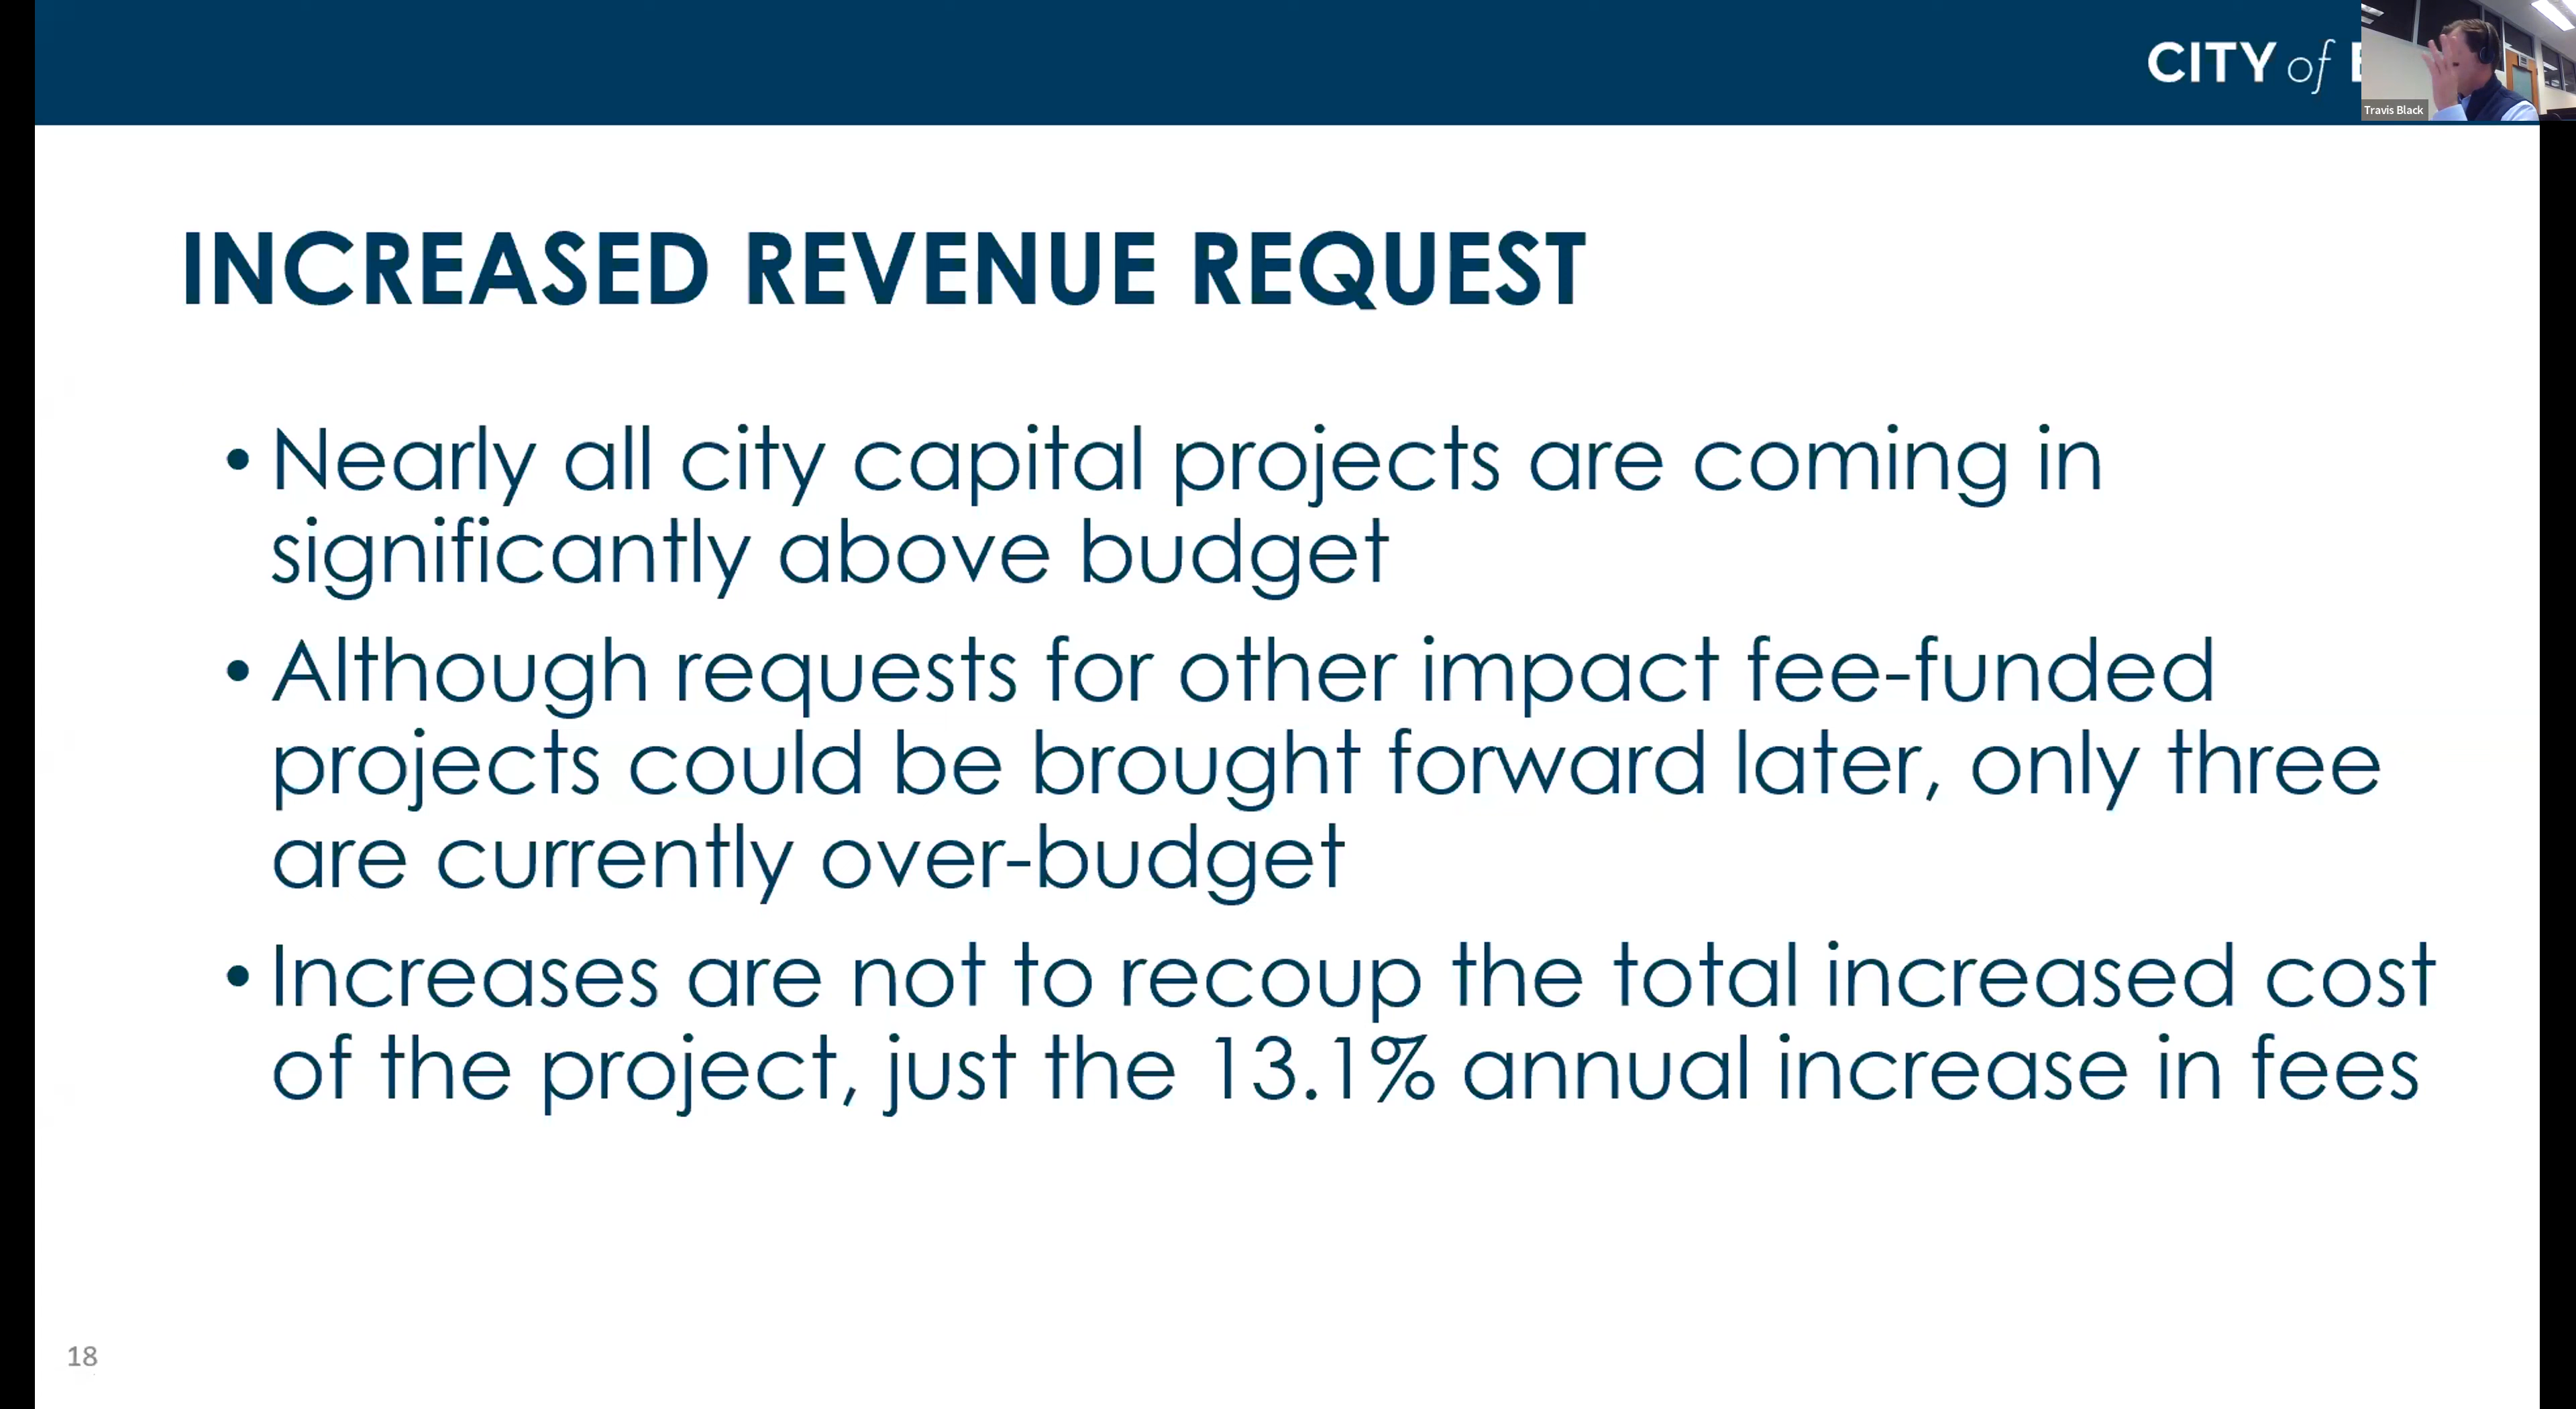 CITY of
Travis Black
INCREASED REVENUE REQUEST
• Nearly all city capital projects are coming in
significantly above budget
• Although requests for other impact fee-funded
projects could be brought forward later, only three
are currently over-budget
• Increases are not to recoup the total increased cost
of the project, just the 13.1% annual increase in fees
18